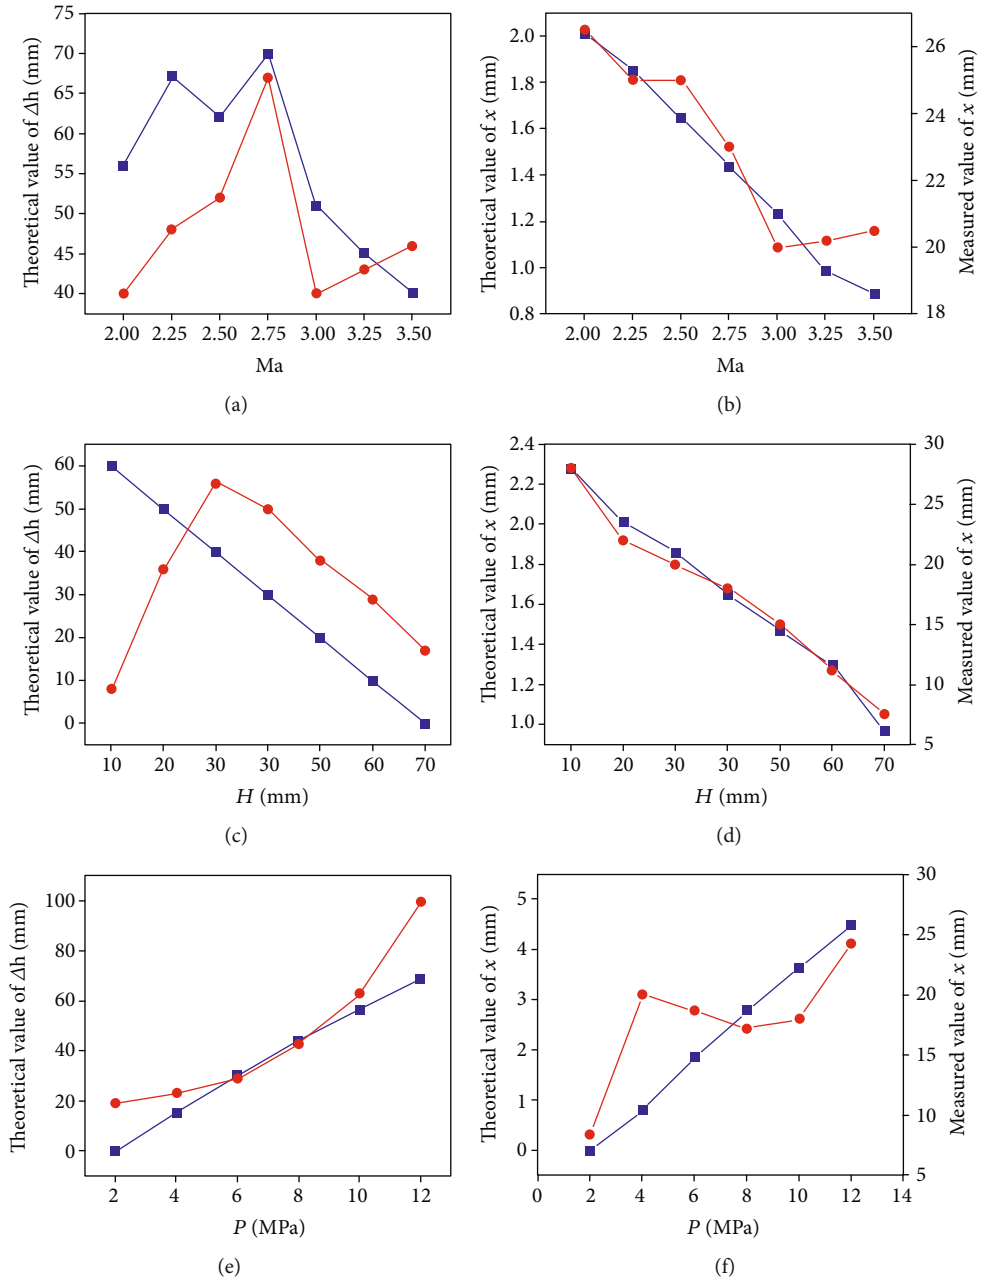 75
70
65
60
55
50
45
40
Theoretical value of Δh (mm)
2.00 2.25 2.50 2.75 3.00 3.25 3.50
Ma
(a)
2.0
1.8
1.6
1.4
1.2
1.0
0.8
Theoretical value of x (mm)
26
24
22
20
18
Measured value of x (mm)
2.00 2.25 2.50 2.75 3.00 3.25 3.50
Ma
(b)
60
50
40
30
20
10
0
Theoretical value of Δh (mm)
10 20 30 30 50 60 70
H (mm)
(c)
2.4
2.2
2.0
1.8
1.6
1.4
1.2
1.0
Theoretical value of x (mm)
30
25
20
15
10
5
Measured value of x (mm)
10 20 30 30 50 60 70
H (mm)
(d)
100
80
60
40
20
0
Theoretical value of Δh (mm)
2 4 6 8 10 12
P (MPa)
(e)
5
4
3
2
1
0
Theoretical value of x (mm)
30
25
20
15
10
5
Measured value of x (mm)
0 2 4 6 8 10 12 14
P (MPa)
(f)